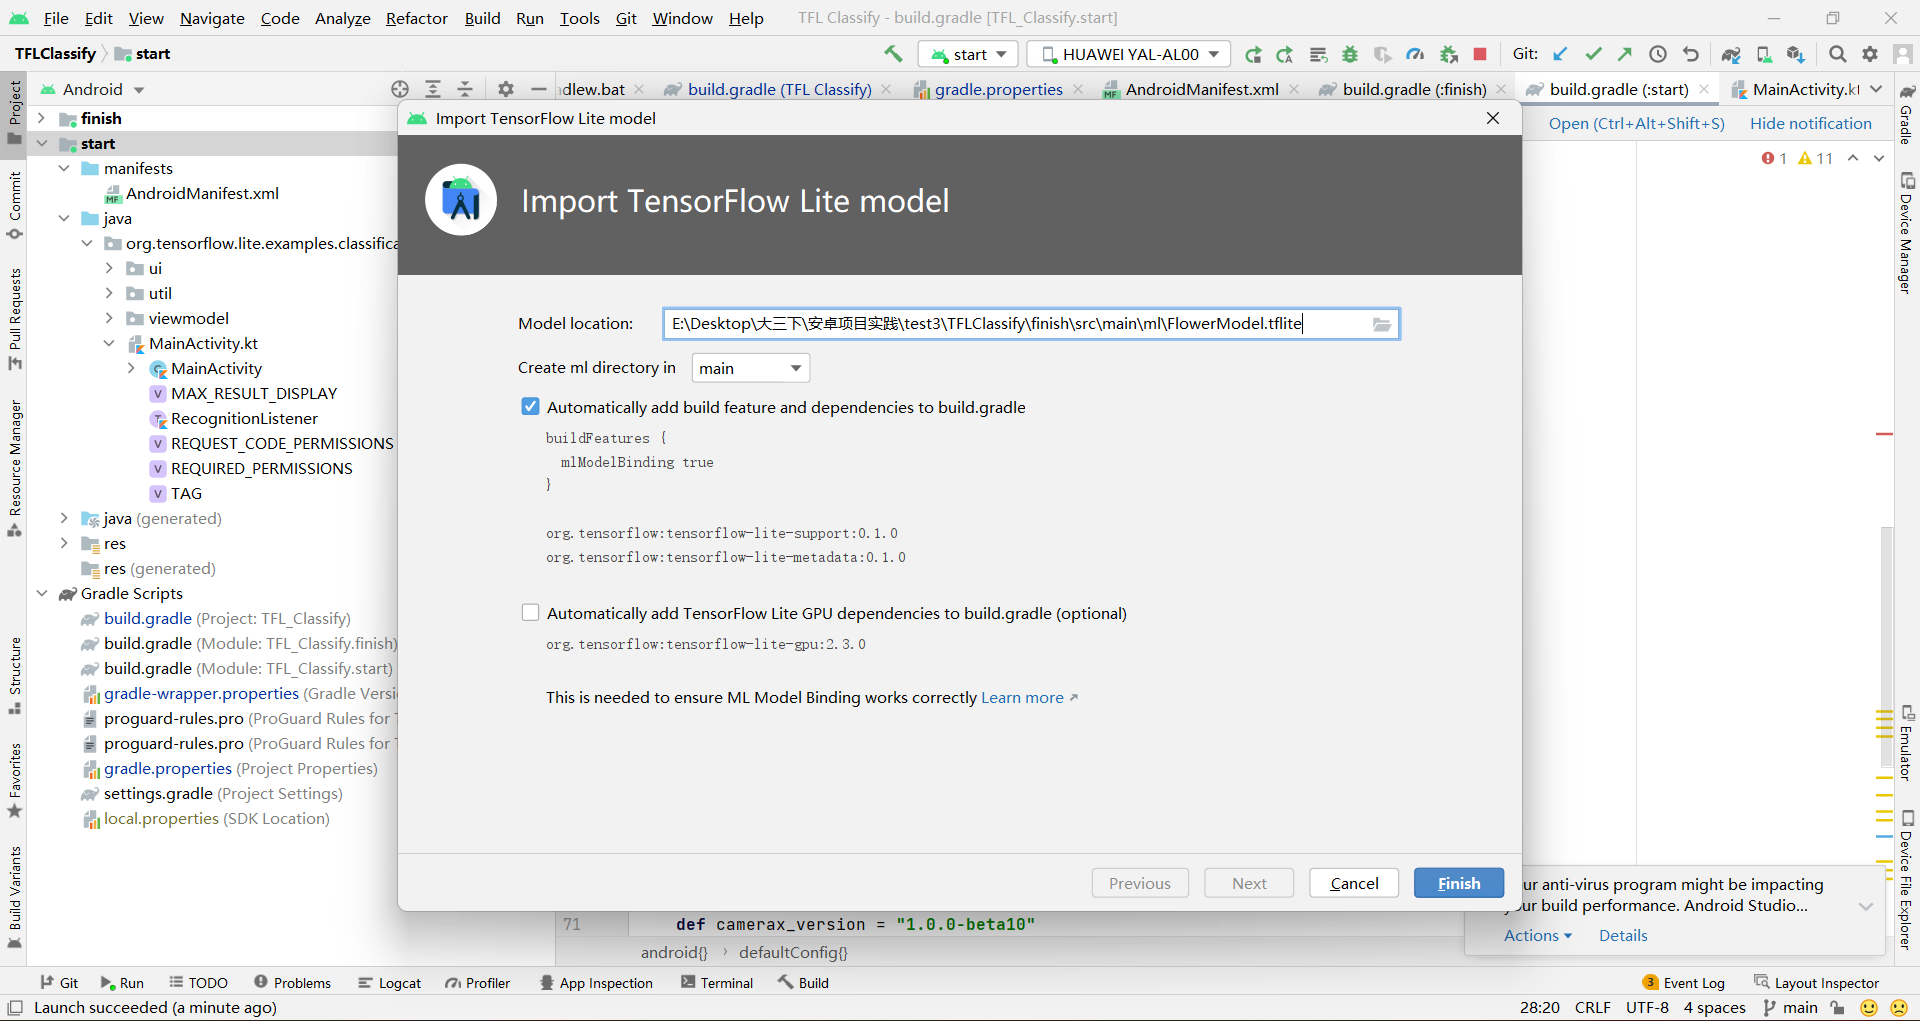 File Edit View Navigate Code Analyze Refactor Build Run Tools Git Window Help TFL Classify - build.gradle [TFL_Classify.start]
TFLClassify start
start HUAWEI YAL-AL00 Git:
Android
dlew.bat build.gradle (TFL Classify) gradle.properties AndroidManifest.xml build.gradle (:finish) build.gradle (:start) MainActivity.kt
Open (Ctrl+Alt+Shift+S) Hide notification
1 11
Project
Commit
Pull Requests
Resource Manager
Structure
Favorites
Build Variants
finish
start
manifests
AndroidManifest.xml
java
org.tensorflow.lite.examples.classifica
ui
util
viewmodel
MainActivity.kt
MainActivity
MAX_RESULT_DISPLAY
RecognitionListener
REQUEST_CODE_PERMISSIONS
REQUIRED_PERMISSIONS
TAG
java (generated)
res
res (generated)
Gradle Scripts
build.gradle (Project: TFL_Classify)
build.gradle (Module: TFL_Classify.finish)
build.gradle (Module: TFL_Classify.start)
gradle-wrapper.properties (Gradle Versi
proguard-rules.pro (ProGuard Rules for T
proguard-rules.pro (ProGuard Rules for T
gradle.properties (Project Properties)
settings.gradle (Project Settings)
local.properties (SDK Location)
Import TensorFlow Lite model
Import TensorFlow Lite model
Model location: E:\Desktop\大三下\安卓项目实践\test3\TFLClassify\finish\src\main\ml\FlowerModel.tflite
Create ml directory in main
Automatically add build feature and dependencies to build.gradle
buildFeatures {
mlModelBinding true
}
org.tensorflow:tensorflow-lite-support:0.1.0
org.tensorflow:tensorflow-lite-metadata:0.1.0
Automatically add TensorFlow Lite GPU dependencies to build.gradle (optional)
org.tensorflow:tensorflow-lite-gpu:2.3.0
This is needed to ensure ML Model Binding works correctly Learn more
Previous Next Cancel Finish
71 def camerax_version = "1.0.0-beta10"
android{} defaultConfig{}
ur anti-virus program might be impacting
your build performance. Android Studio...
Actions Details
Gradle
Device Manager
Emulator
Device File Explorer
Git Run TODO Problems Logcat Profiler App Inspection Terminal Build 3 Event Log Layout Inspector
Launch succeeded (a minute ago) 28:20 CRLF UTF-8 4 spaces main